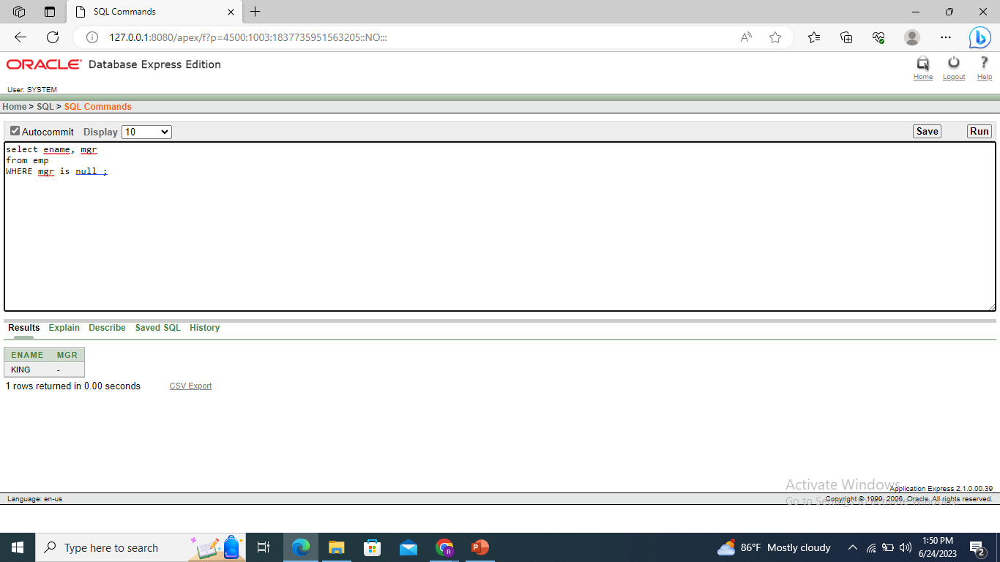 SQL Commands
127.0.0.1:8080/apex/f?p=4500:1003:1837735951563205::NO:::
ORACLE Database Express Edition
Home Logout Help
User: SYSTEM
Home > SQL > SQL Commands
Autocommit Display 10 Save Run
select ename, mgr
from emp
WHERE mgr is null ;
Results Explain Describe Saved SQL History
ENAME MGR
KING -
1 rows returned in 0.00 seconds CSV Export
Activate Windows
Application Express 2.1.0.00.39
Language: en-us Copyright © 1999, 2006, Oracle. All rights reserved.
Go to
Type here to search
86°F Mostly cloudy
1:50 PM
6/24/2023
2